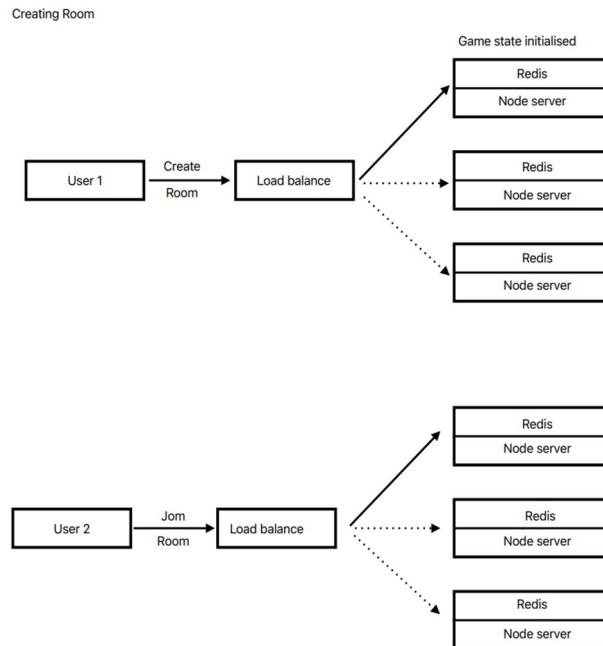 Creating Room
Game state initialised
Redis
Node server
User 1
Create
Room
Load balance
Redis
Node server
Redis
Node server
Redis
Node server
User 2
Jom
Room
Load balance
Redis
Node server
Redis
Node server